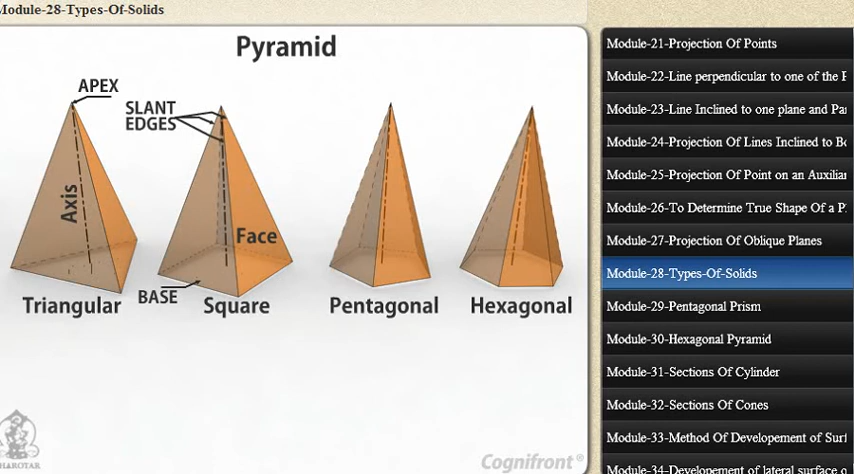 Module-28-Types-Of-Solids
Pyramid
APEX
SLANT
EDGES
Axis
Face
BASE
Triangular
Square
Pentagonal
Hexagonal
Cognifront®
Module-21-Projection Of Points
Module-22-Line perpendicular to one of the
Module-23-Line Inclined to one plane and
Module-24-Projection Of Lines Inclined to
Module-25-Projection Of Point on an
Module-26-To Determine True Shape Of a
Module-27-Projection Of Oblique Planes
Module-28-Types-Of-Solids
Module-29-Pentagonal Prism
Module-30-Hexagonal Pyramid
Module-31-Sections Of Cylinder
Module-32-Sections Of Cones
Module-33-Method Of Developement of
Module-34-Developement of lateral surface